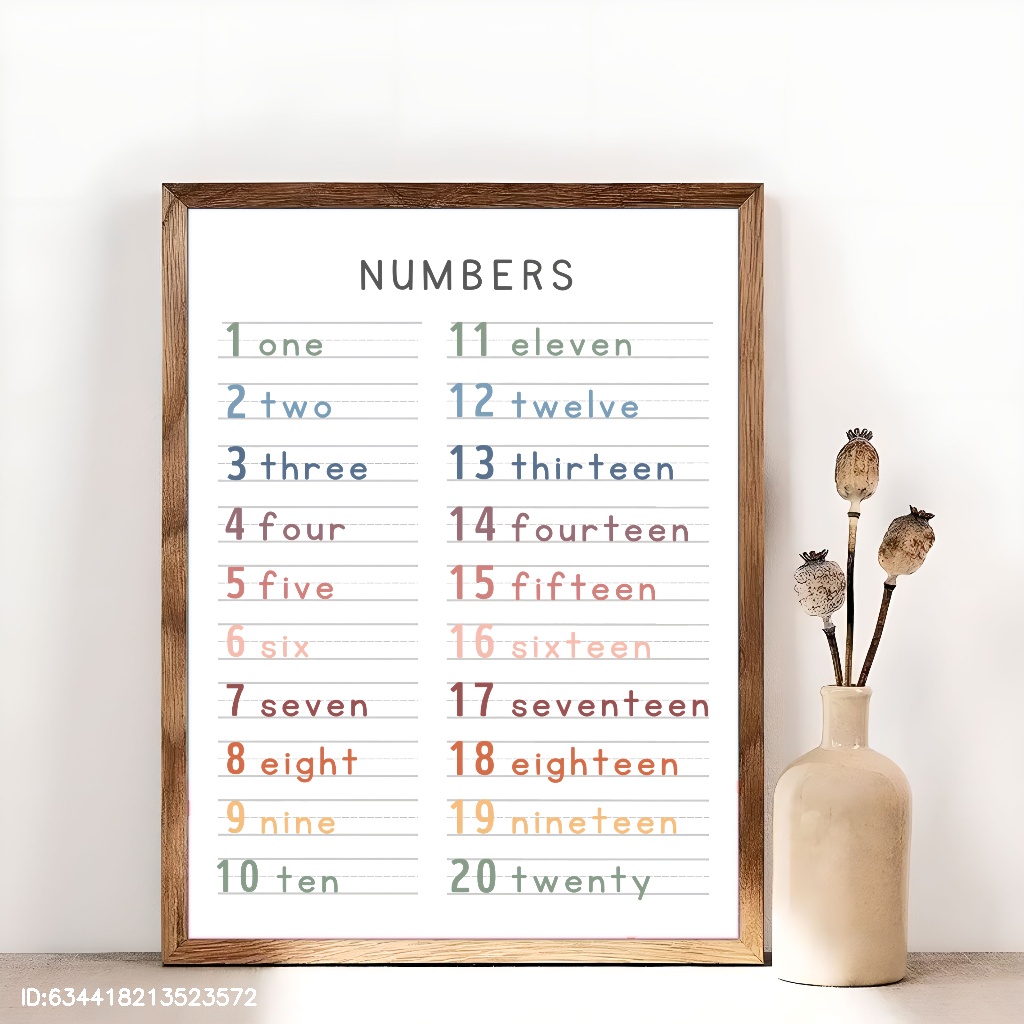 NUMBERS
1 one
2 two
3 three
4 four
5 five
6 six
7 seven
8 eight
9 nine
10 ten
11 eleven
12 twelve
13 thirteen
14 fourteen
15 fifteen
16 sixteen
17 seventeen
18 eighteen
19 nineteen
20 twenty
ID:634418213523572